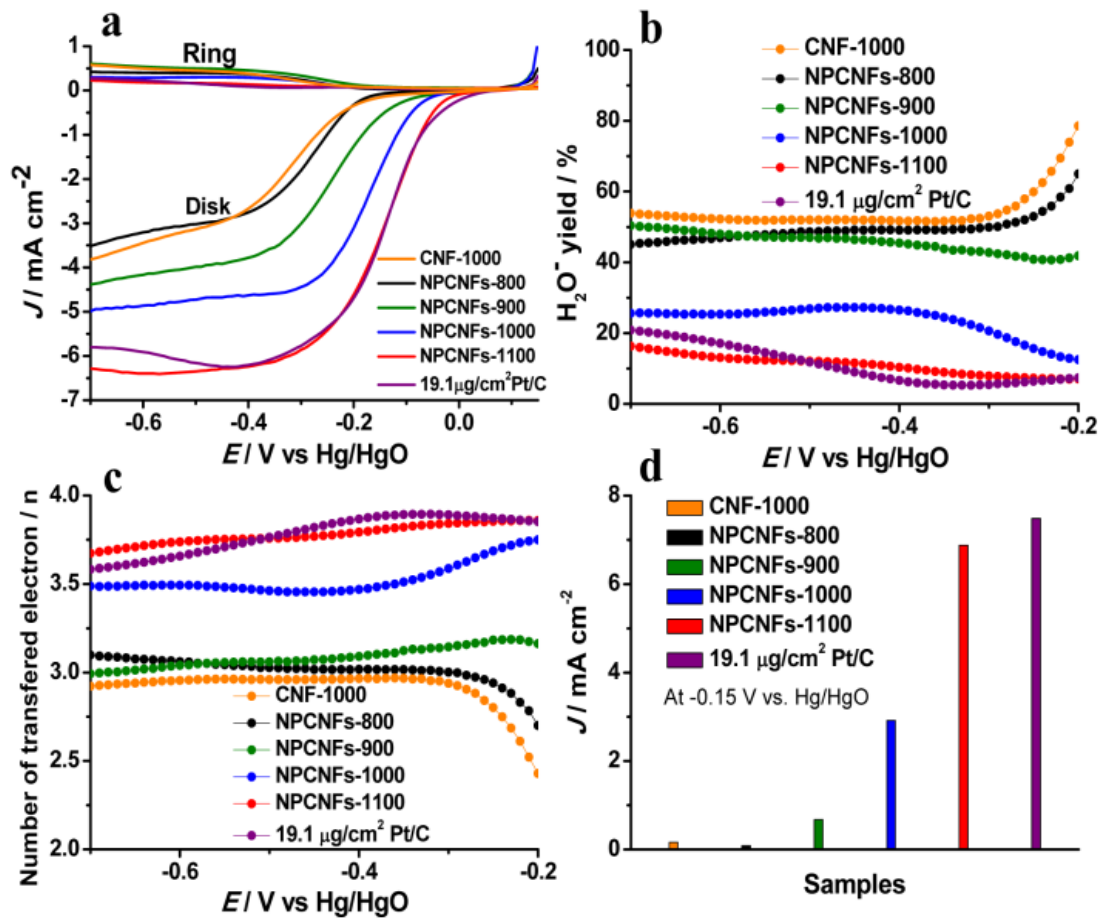 a
Ring
Disk
1
0
-1
-2
-3
-4
-5
-6
-7
J / mA cm-2
CNF-1000
NPCNFs-800
NPCNFs-900
NPCNFs-1000
NPCNFs-1100
19.1μg/cm2Pt/C
-0.6
-0.4
-0.2
0.0
E / V vs Hg/HgO
b
100
80
60
40
20
0
H2O- yield / %
CNF-1000
NPCNFs-800
NPCNFs-900
NPCNFs-1000
NPCNFs-1100
19.1 μg/cm2 Pt/C
-0.6
-0.4
-0.2
E / V vs Hg/HgO
c
4.0
3.5
3.0
2.5
2.0
Number of transfered electron / n
CNF-1000
NPCNFs-800
NPCNFs-900
NPCNFs-1000
NPCNFs-1100
19.1 μg/cm2 Pt/C
-0.6
-0.4
-0.2
E / V vs Hg/HgO
d
8
6
4
2
0
J / mA cm-2
CNF-1000
NPCNFs-800
NPCNFs-900
NPCNFs-1000
NPCNFs-1100
19.1 μg/cm2 Pt/C
At -0.15 V vs. Hg/HgO
Samples